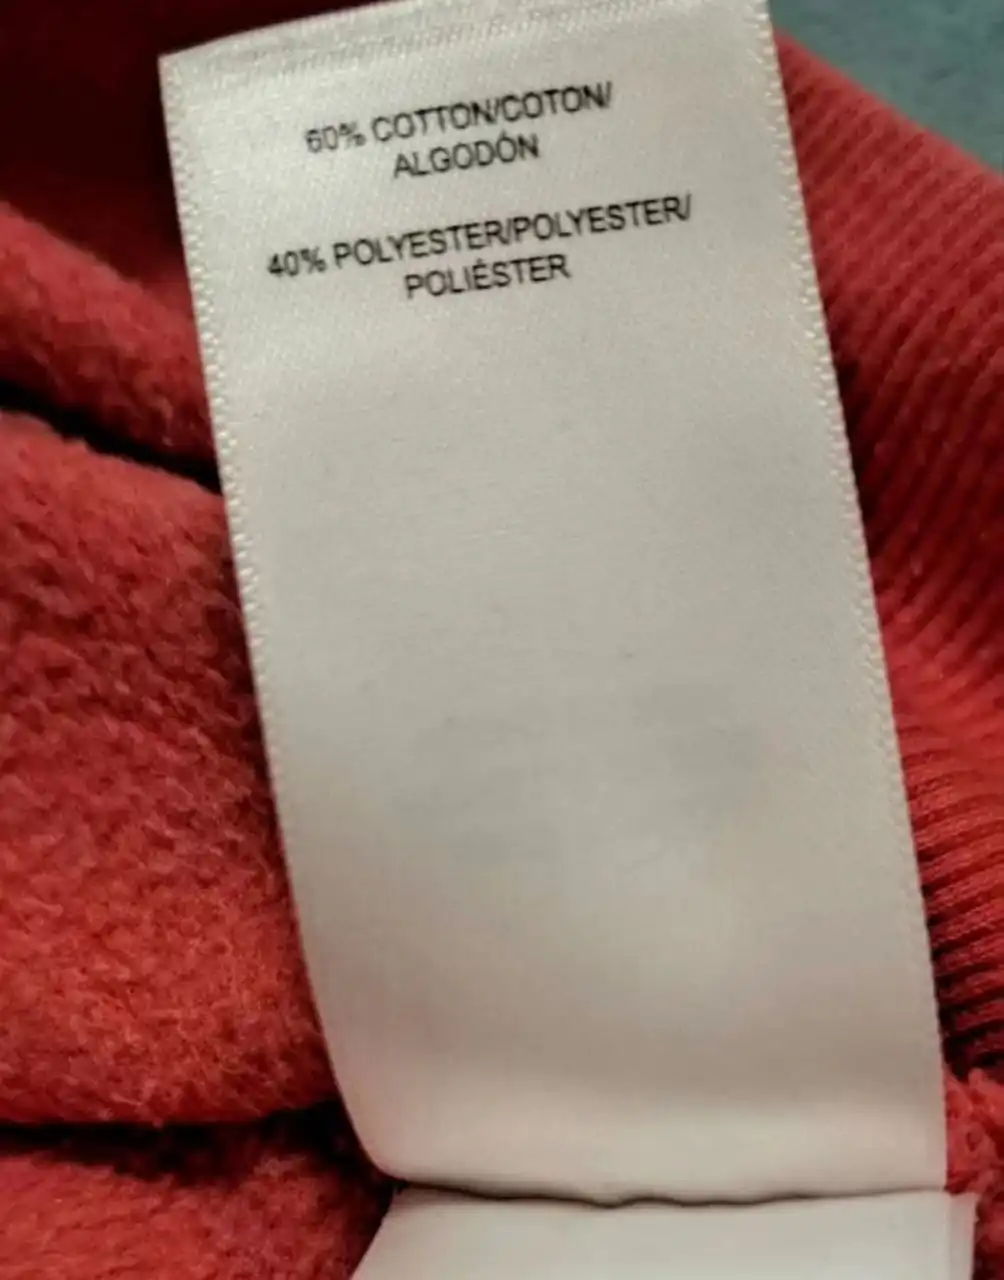 60% COTTON/COTON/
ALGODÓN
40% POLYESTER/POLYESTER/
POLIÉSTER